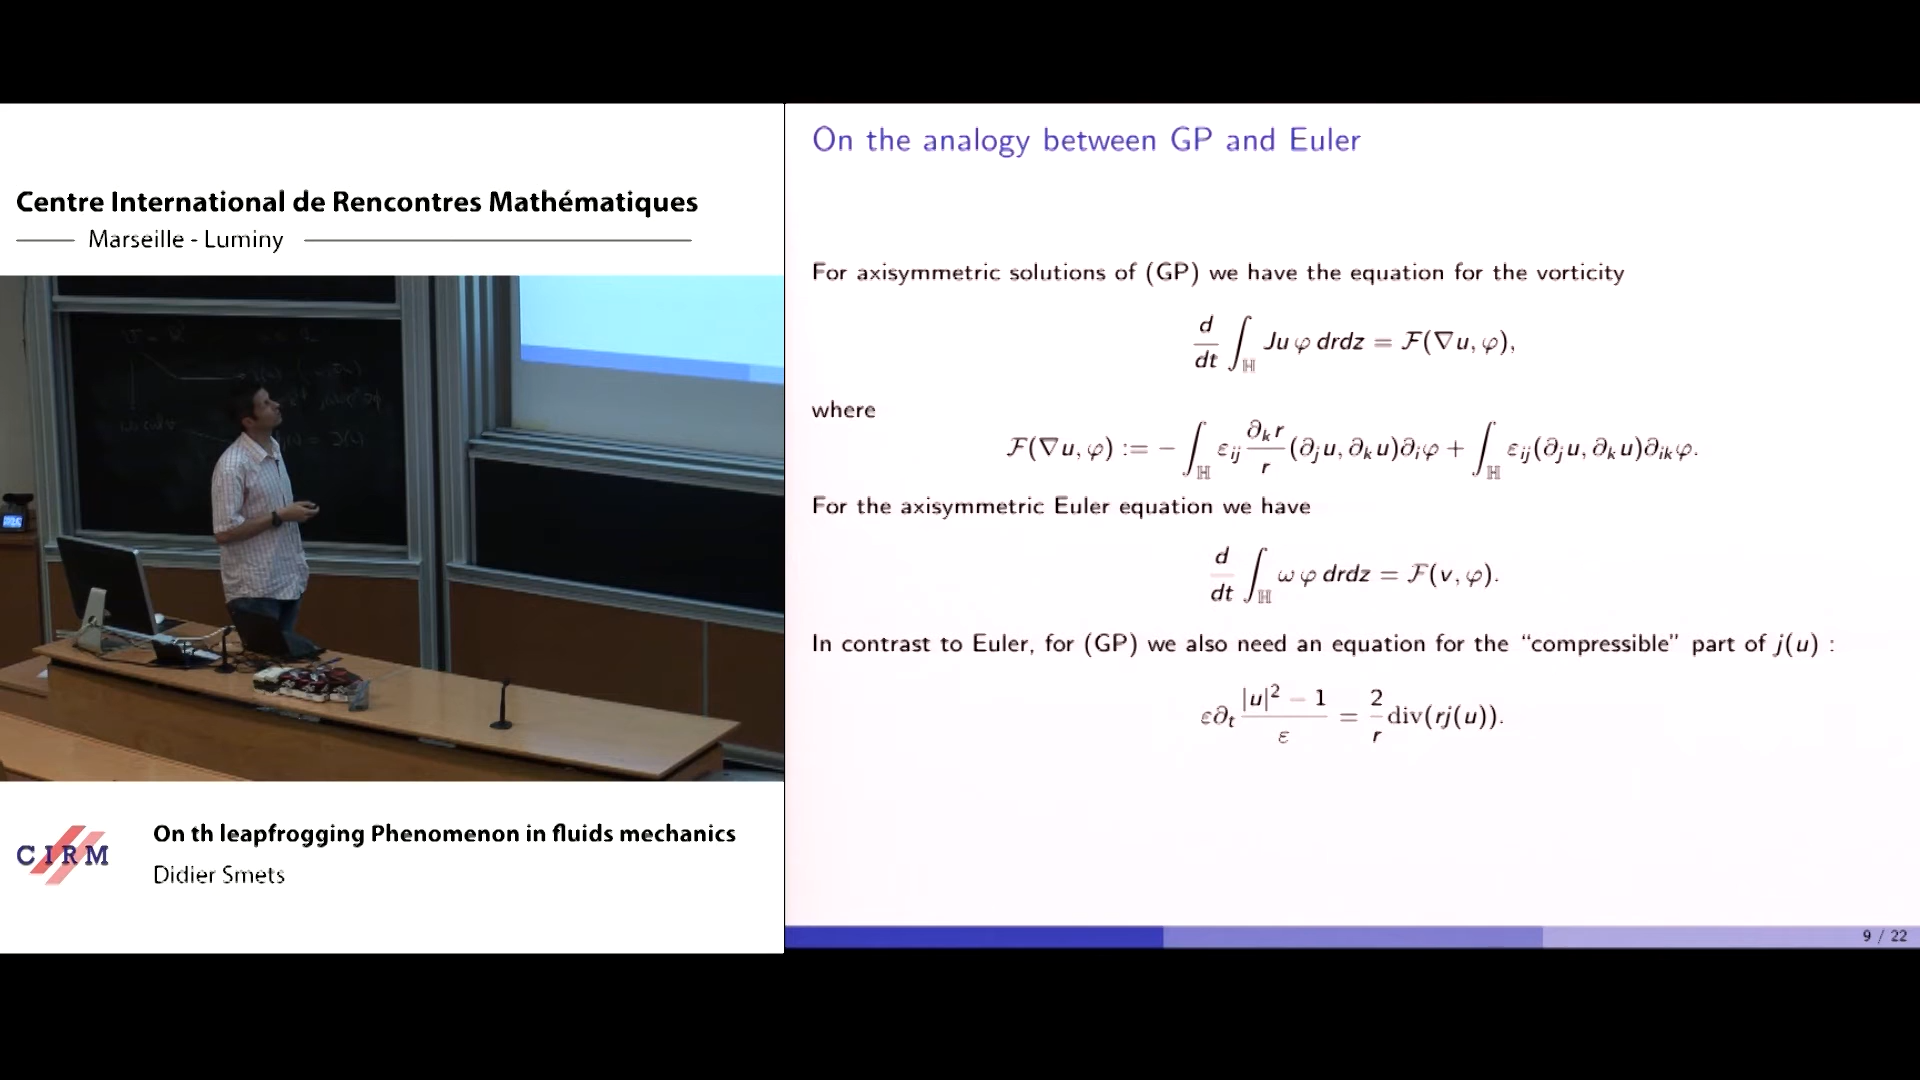 Centre International de Rencontres Mathématiques
Marseille - Luminy
CIRM
On th leapfrogging Phenomenon in fluids mechanics
Didier Smets
On the analogy between GP and Euler
For axisymmetric solutions of (GP) we have the equation for the vorticity
d/dt ∫_ℍ Ju φ drdz = ℱ(∇u, φ),
where
ℱ(∇u, φ) := − ∫_ℍ ε_ij (∂_k r / r) (∂_j u, ∂_k u)∂_i φ + ∫_ℍ ε_ij(∂_j u, ∂_k u)∂_ik φ.
For the axisymmetric Euler equation we have
d/dt ∫_ℍ ω φ drdz = ℱ(v, φ).
In contrast to Euler, for (GP) we also need an equation for the “compressible” part of j(u) :
ε∂_t (|u|² − 1)/ε = 2/r div(rj(u)).
9 / 22